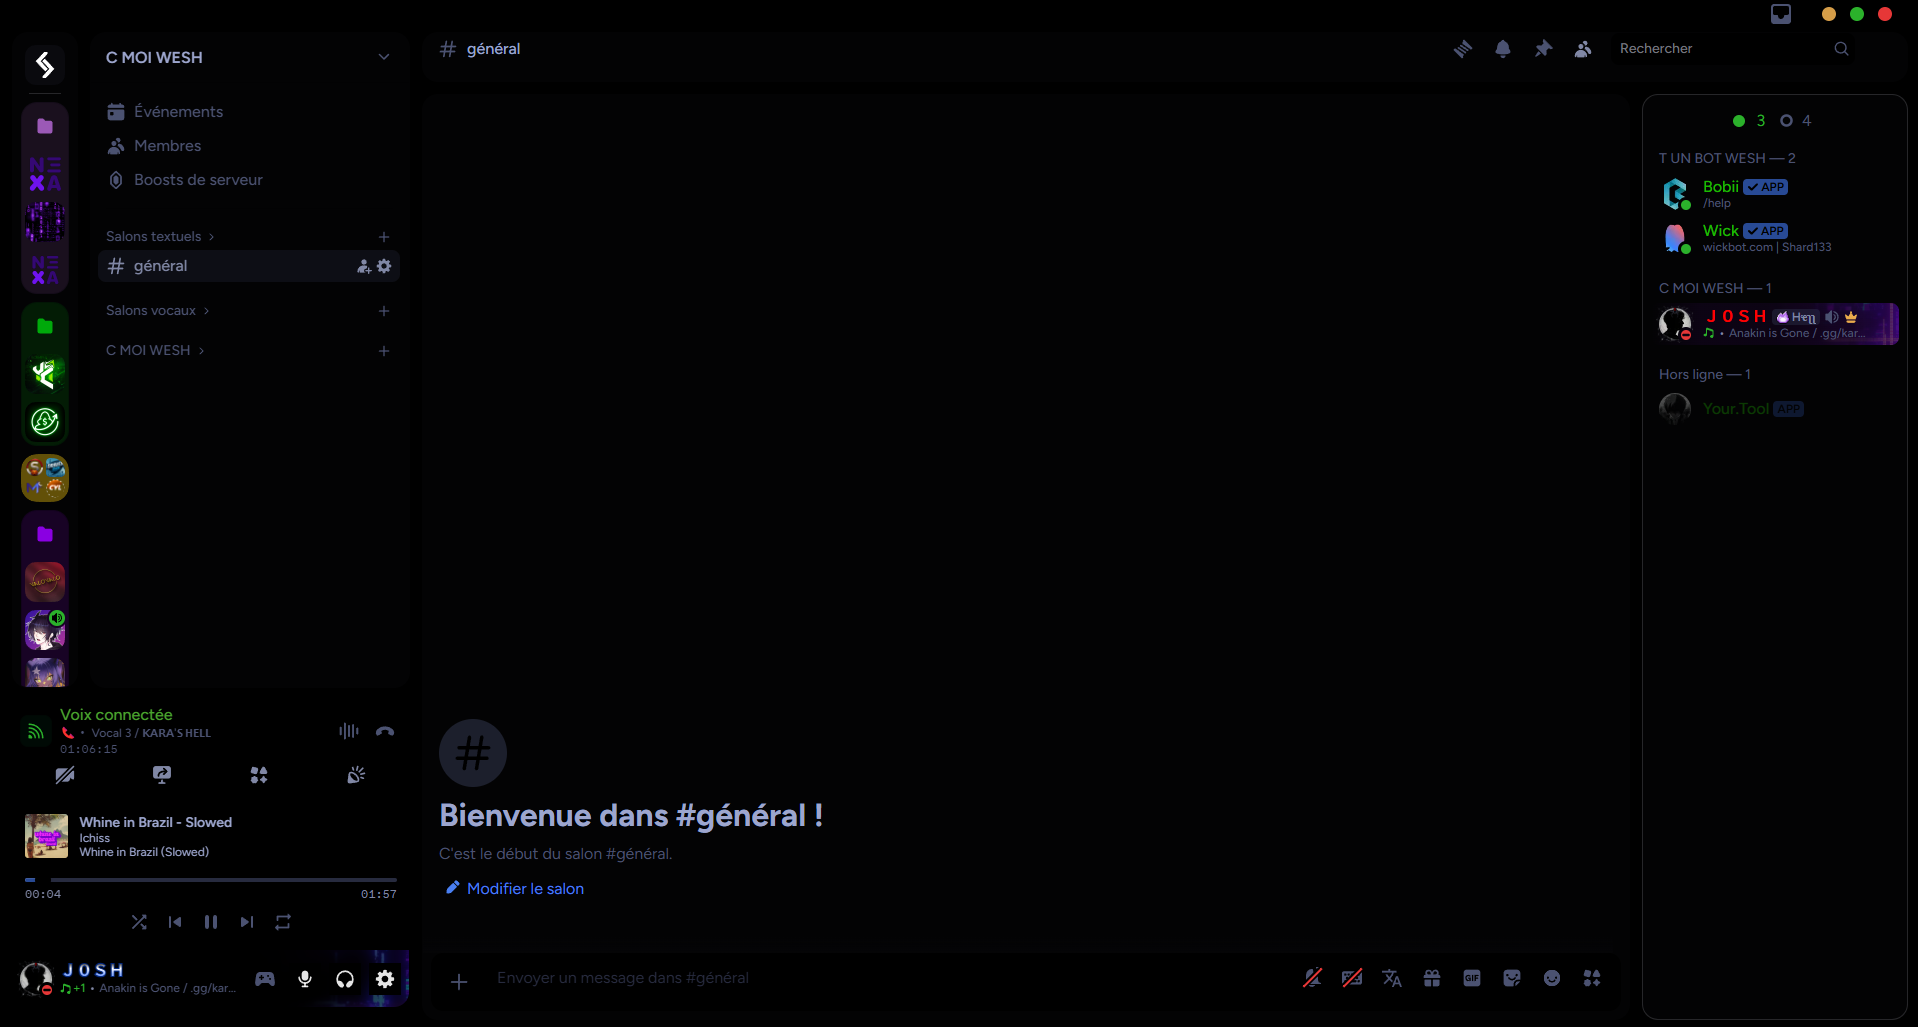 C MOI WESH
Événements
Membres
Boosts de serveur
Salons textuels
général
Salons vocaux
C MOI WESH
Voix connectée
• Vocal 3 / KARA'S HELL
01:06:15
Whine in Brazil - Slowed
Ichiss
Whine in Brazil (Slowed)
00:04
01:57
J 0 S H
+1 • Anakin is Gone / .gg/kar...
# général
Rechercher
#
Bienvenue dans #général !
C'est le début du salon #général.
Modifier le salon
Envoyer un message dans #général
GIF
3
4
T UN BOT WESH — 2
Bobii APP
/help
Wick APP
wickbot.com | Shard133
C MOI WESH — 1
J 0 S H
• Anakin is Gone / .gg/kar...
Hors ligne — 1
Your.Tool APP